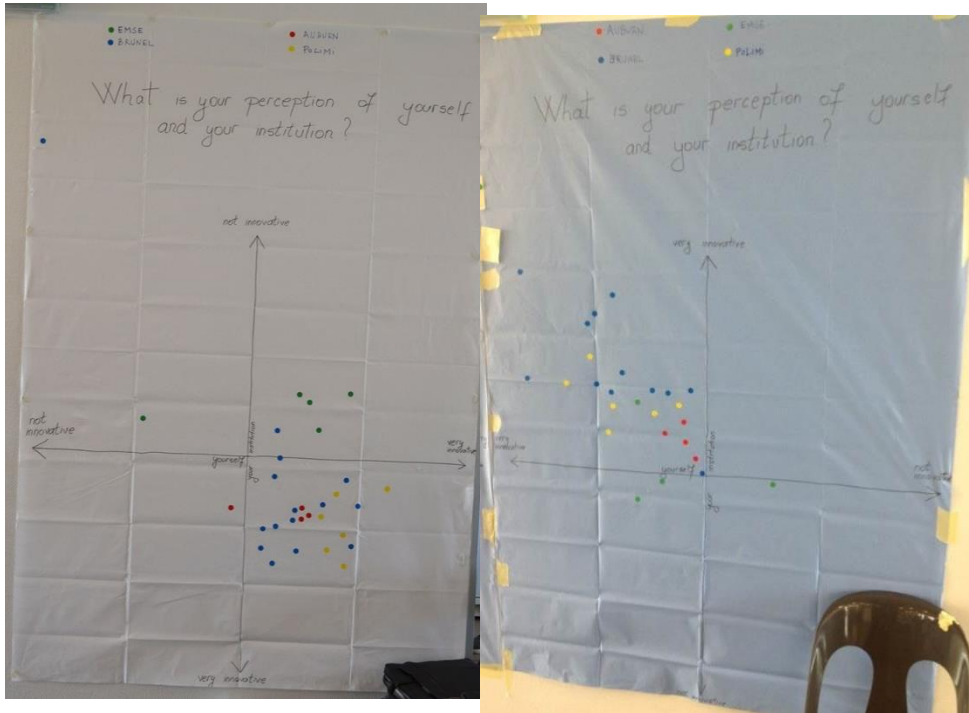 EMSE
BRUNEL
AUBURN
POLIMI
What is your perception of yourself
and your institution?
not innovative
not
innovative
yourself
your institution
very
innovative
very innovative
AUBURN
EMSE
BRUNEL
POLIMI
What is your perception of yourself
and your institution?
very innovative
very
innovative
yourself
your institution
not
innovative